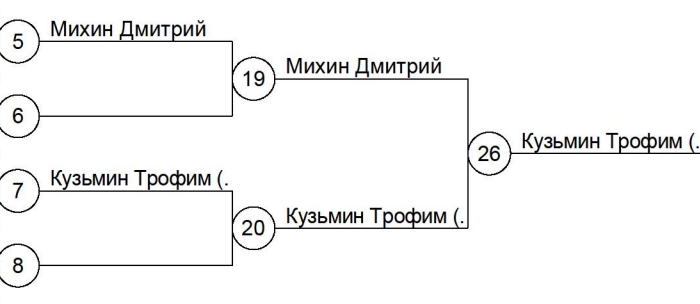 5 Михин Дмитрий
19 Михин Дмитрий
6
26 Кузьмин Трофим (.
7 Кузьмин Трофим (.
20 Кузьмин Трофим (.
8